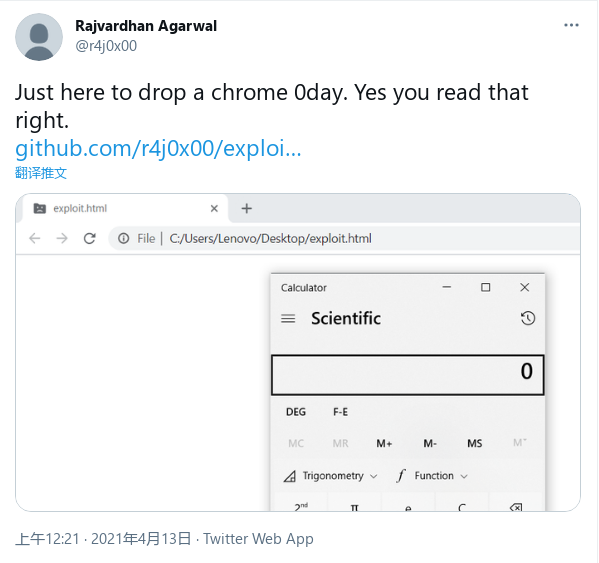 Rajvardhan Agarwal
@r4j0x00
Just here to drop a chrome 0day. Yes you read that
right.
github.com/r4j0x00/exploi…
翻译推文
exploit.html
File | C:/Users/Lenovo/Desktop/exploit.html
Calculator
Scientific
0
DEG F-E
MC MR M+ M- MS M˅
Trigonometry Function
2nd π e C
上午12:21 · 2021年4月13日 · Twitter Web App